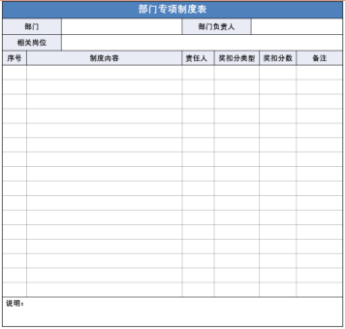 部门专项制度表
部门 部门负责人
相关岗位
序号 制度内容 责任人 奖扣分类型 奖扣分数 备注
说明：